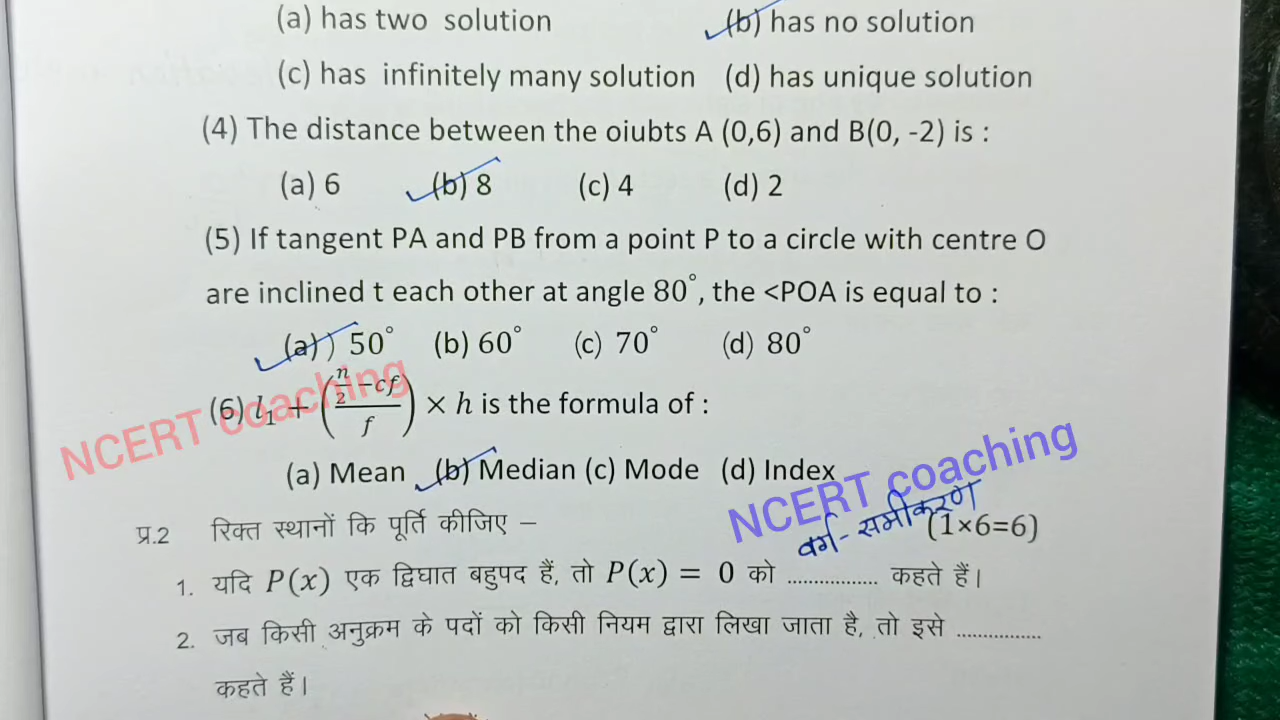 (a) has two solution (b) has no solution
(c) has infinitely many solution (d) has unique solution
(4) The distance between the oiubts A (0,6) and B(0, -2) is :
(a) 6 (b) 8 (c) 4 (d) 2
(5) If tangent PA and PB from a point P to a circle with centre O
are inclined t each other at angle 80°, the <POA is equal to :
(a) ) 50° (b) 60° (c) 70° (d) 80°
(6) l₁ + ((n/2 −cf)/f) × h is the formula of :
NCERT coaching
(a) Mean (b) Median (c) Mode (d) Index
NCERT coaching
प्र.2 रिक्त स्थानों कि पूर्ति कीजिए – (1×6=6)
वर्ग-समीकरण
1. यदि P(x) एक द्विघात बहुपद हैं, तो P(x) = 0 को ................. कहते हैं।
2. जब किसी अनुक्रम के पदों को किसी नियम द्वारा लिखा जाता है, तो इसे ................
कहते हैं।